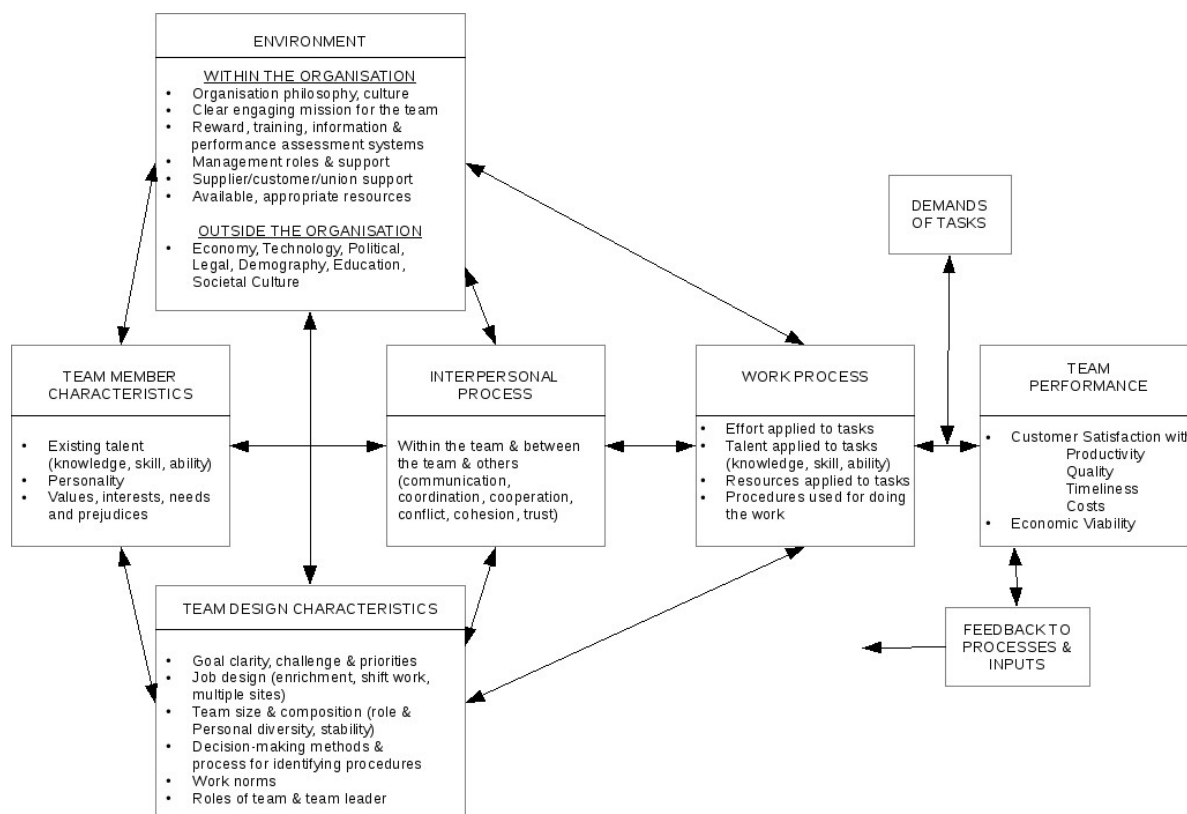 ENVIRONMENT
WITHIN THE ORGANISATION
• Organisation philosophy, culture
• Clear engaging mission for the team
• Reward, training, information &
performance assessment systems
• Management roles & support
• Supplier/customer/union support
• Available, appropriate resources
OUTSIDE THE ORGANISATION
• Economy, Technology, Political,
Legal, Demography, Education,
Societal Culture
DEMANDS
OF TASKS
TEAM MEMBER
CHARACTERISTICS
• Existing talent
(knowledge, skill, ability)
• Personality
• Values, interests, needs
and prejudices
INTERPERSONAL
PROCESS
Within the team & between
the team & others
(communication,
coordination, cooperation,
conflict, cohesion, trust)
WORK PROCESS
• Effort applied to tasks
• Talent applied to tasks
(knowledge, skill, ability)
• Resources applied to tasks
• Procedures used for doing
the work
TEAM
PERFORMANCE
• Customer Satisfaction with
Productivity
Quality
Timeliness
Costs
• Economic Viability
TEAM DESIGN CHARACTERISTICS
• Goal clarity, challenge & priorities
• Job design (enrichment, shift work,
multiple sites)
• Team size & composition (role &
Personal diversity, stability)
• Decision-making methods &
process for identifying procedures
• Work norms
• Roles of team & team leader
FEEDBACK TO
PROCESSES &
INPUTS